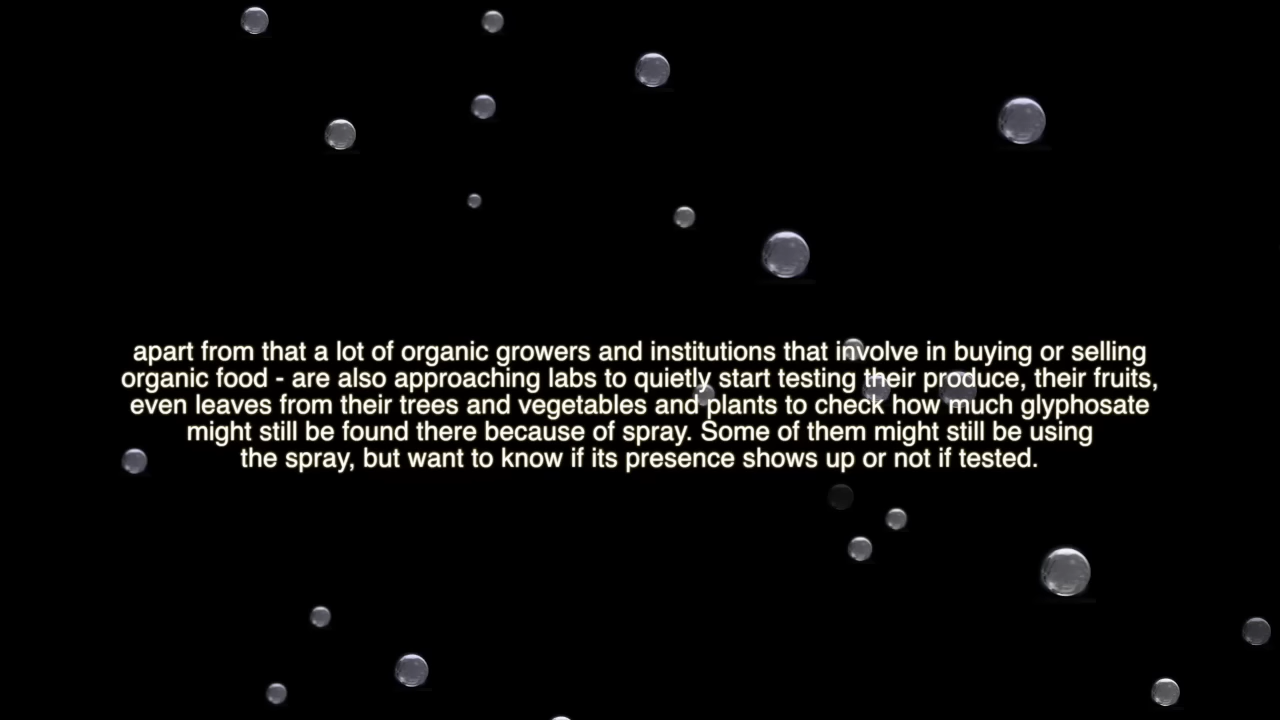 apart from that a lot of organic growers and institutions that involve in buying or selling
organic food - are also approaching labs to quietly start testing their produce, their fruits,
even leaves from their trees and vegetables and plants to check how much glyphosate
might still be found there because of spray. Some of them might still be using
the spray, but want to know if its presence shows up or not if tested.